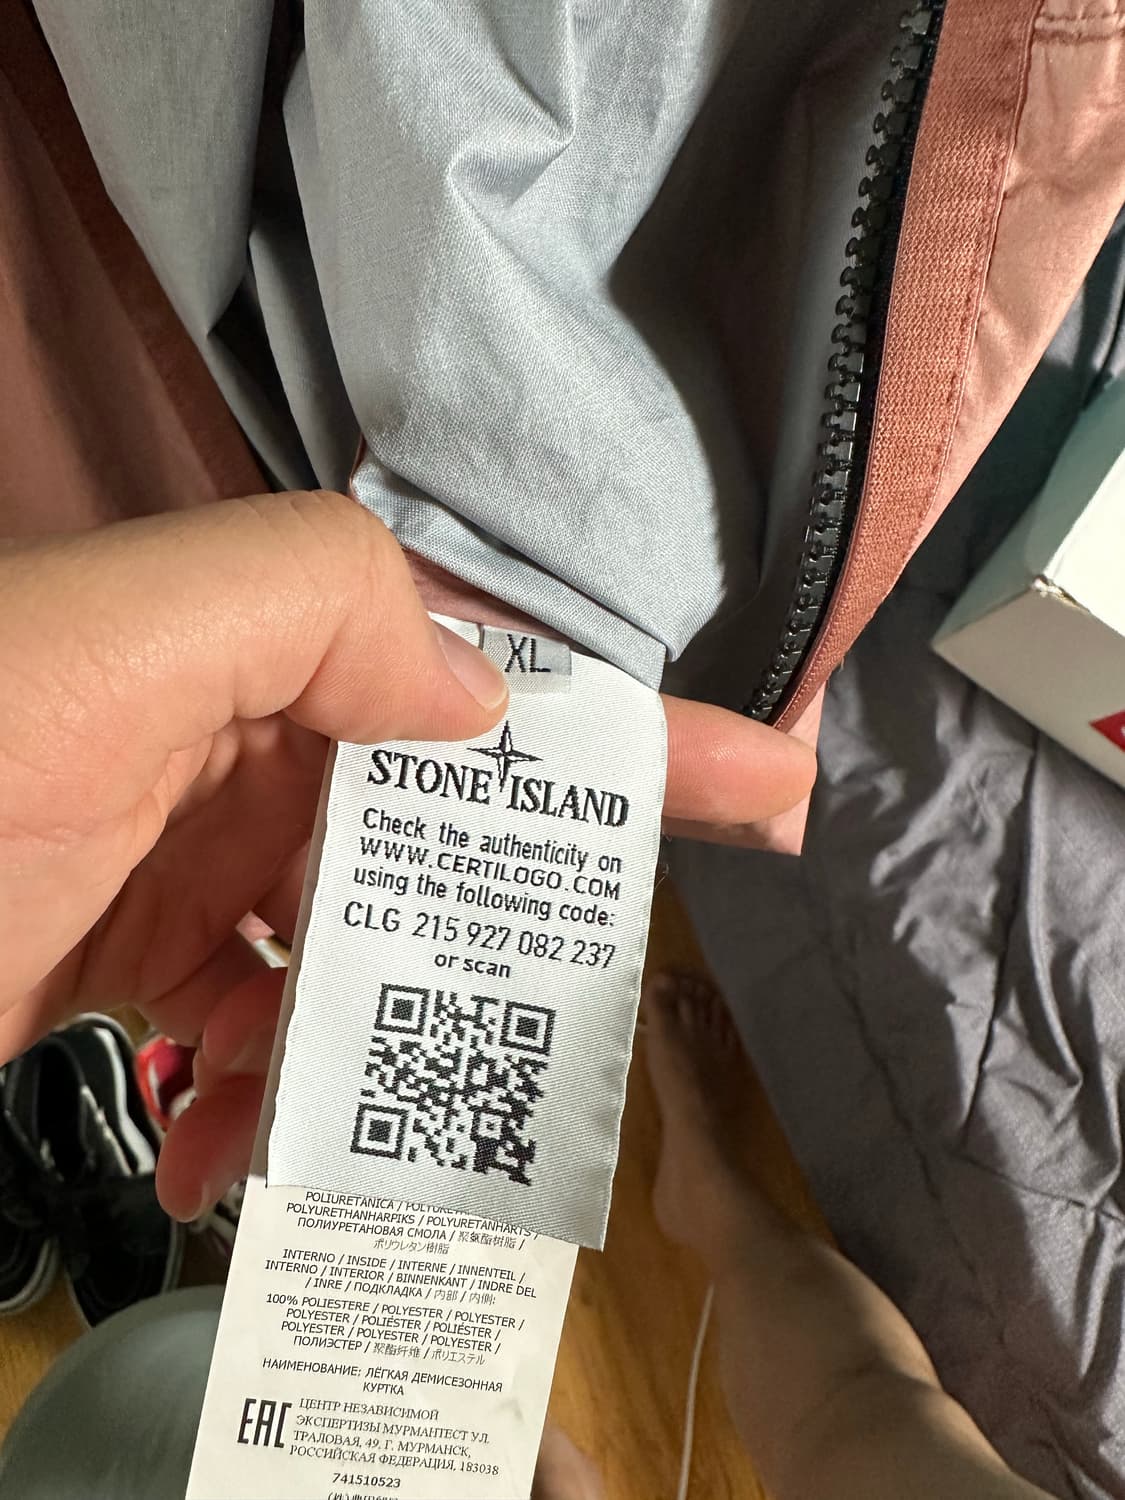 XL
STONE ISLAND
Check the authenticity on
WWW.CERTILOGO.COM
using the following code:
CLG 215 927 082 237
or scan
POLIURETANICA /
POLYURETHANHARPIKS / POLYURETANHARTS /
ПОЛИУРЕТАНОВАЯ СМОЛА / 聚氨酯树脂 /
ポリウレタン樹脂
INTERNO / INSIDE / INTERNE / INNENTEIL /
INTERNO / INTERIOR / BINNENKANT / INDRE DEL
/ INRE / ПОДКЛАДКА / 内部 / 内側:
100% POLIESTERE / POLYESTER / POLYESTER /
POLYESTER / POLIÉSTER / POLIÉSTER /
POLYESTER / POLYESTER / POLYESTER /
ПОЛИЭСТЕР / 聚酯纤维 / ポリエステル
НАИМЕНОВАНИЕ: ЛЁГКАЯ ДЕМИСЕЗОННАЯ
КУРТКА
EAC
ЦЕНТР НЕЗАВИСИМОЙ
ЭКСПЕРТИЗЫ МУРМАНТЕСТ УЛ.
ТРАЛОВАЯ, 49, Г. МУРМАНСК,
РОССИЙСКАЯ ФЕДЕРАЦИЯ, 183038
741510523